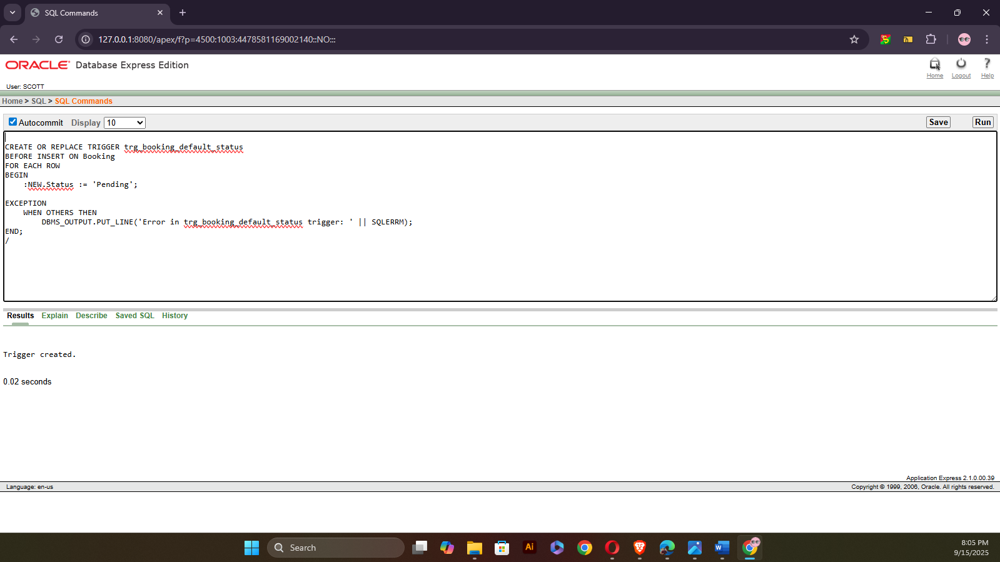 SQL Commands
127.0.0.1:8080/apex/f?p=4500:1003:4478581169002140::NO:::
ORACLE Database Express Edition
Home Logout Help
User: SCOTT
Home > SQL > SQL Commands
Autocommit Display 10 Save Run
CREATE OR REPLACE TRIGGER trg_booking_default_status
BEFORE INSERT ON Booking
FOR EACH ROW
BEGIN
    :NEW.Status := 'Pending';
EXCEPTION
    WHEN OTHERS THEN
        DBMS_OUTPUT.PUT_LINE('Error in trg_booking_default_status trigger: ' || SQLERRM);
END;
/
Results Explain Describe Saved SQL History
Trigger created.
0.02 seconds
Application Express 2.1.0.00.39
Language: en-us Copyright © 1999, 2006, Oracle. All rights reserved.
Search
Ai
W
8:05 PM
9/15/2025